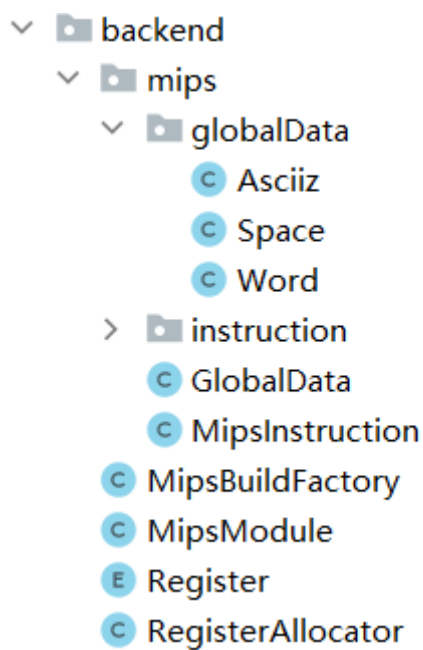 backend
mips
globalData
C Asciiz
C Space
C Word
instruction
C GlobalData
C MipsInstruction
C MipsBuildFactory
C MipsModule
E Register
C RegisterAllocator